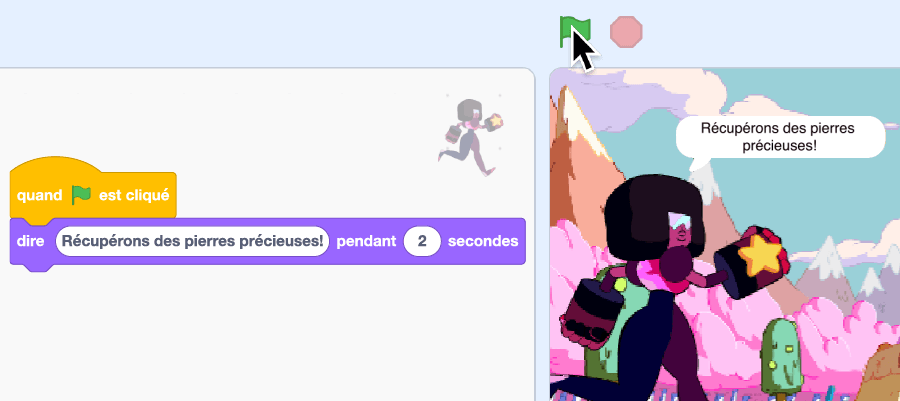 Récupérons des pierres
précieuses!
quand est cliqué
dire Récupérons des pierres précieuses! pendant 2 secondes